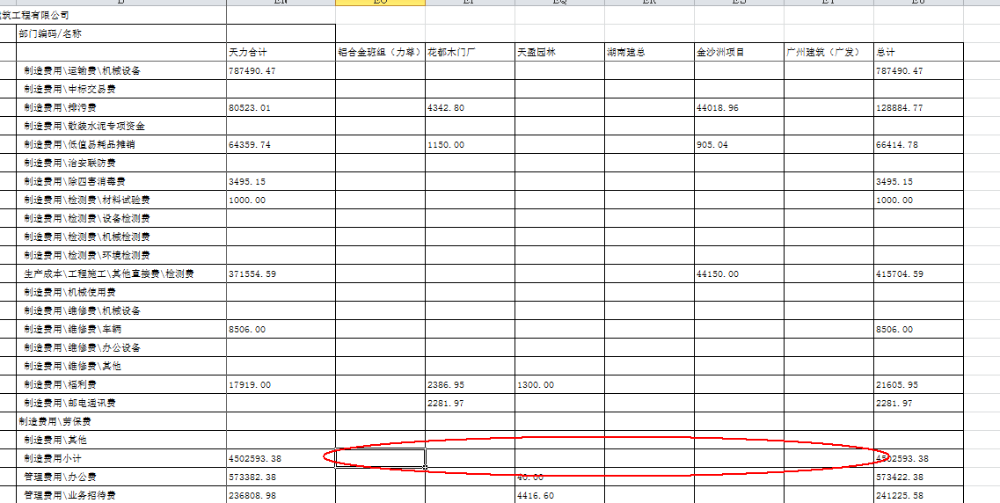 筑工程有限公司
部门编码/名称
天力合计 铝合金班组（力尊） 花都木门厂 天盈园林 湖南建总 金沙洲项目 广州建筑（广发） 总计
制造费用\运输费\机械设备 787490.47 787490.47
制造费用\中标交易费
制造费用\排污费 80523.01 4342.80 44018.96 128884.77
制造费用\散装水泥专项资金
制造费用\低值易耗品摊销 64359.74 1150.00 905.04 66414.78
制造费用\治安联防费
制造费用\除四害消毒费 3495.15 3495.15
制造费用\检测费\材料试验费 1000.00 1000.00
制造费用\检测费\设备检测费
制造费用\检测费\机械检测费
制造费用\检测费\环境检测费
生产成本\工程施工\其他直接费\检测费 371554.59 44150.00 415704.59
制造费用\机械使用费
制造费用\维修费\机械设备
制造费用\维修费\车辆 8506.00 8506.00
制造费用\维修费\办公设备
制造费用\维修费\其他
制造费用\福利费 17919.00 2386.95 1300.00 21605.95
制造费用\邮电通讯费 2281.97 2281.97
制造费用\劳保费
制造费用\其他
制造费用小计 4502593.38 4502593.38
管理费用\办公费 573382.38 40.00 573422.38
管理费用\业务招待费 236808.98 4416.60 241225.58